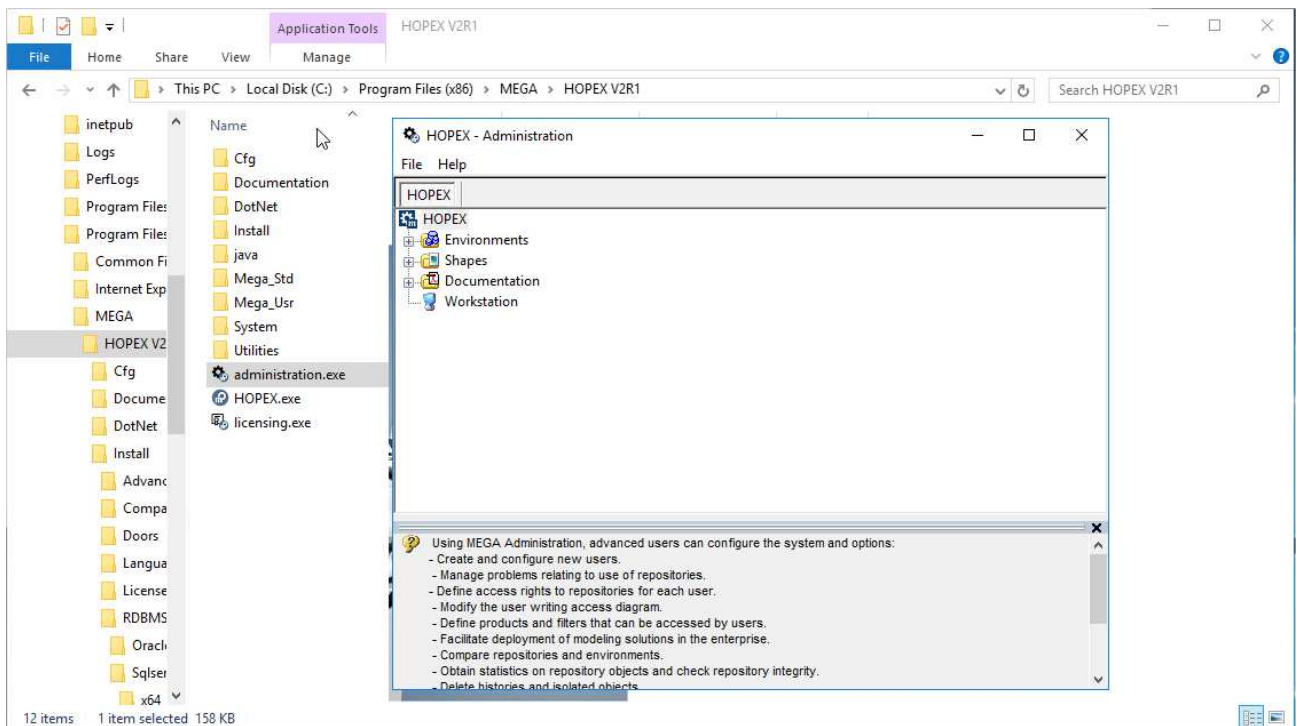 Application Tools
HOPEX V2R1
File
Home
Share
View
Manage
This PC > Local Disk (C:) > Program Files (x86) > MEGA > HOPEX V2R1
Search HOPEX V2R1
inetpub
Logs
PerfLogs
Program Files
Program Files
Common Fi
Internet Exp
MEGA
HOPEX V2
Cfg
Docume
DotNet
Install
Advanc
Compa
Doors
Langua
License
RDBMS
Oracl
Sqlser
x64
Name
Cfg
Documentation
DotNet
Install
java
Mega_Std
Mega_Usr
System
Utilities
administration.exe
HOPEX.exe
licensing.exe
HOPEX - Administration
File Help
HOPEX
HOPEX
Environments
Shapes
Documentation
Workstation
Using MEGA Administration, advanced users can configure the system and options:
- Create and configure new users.
- Manage problems relating to use of repositories.
- Define access rights to repositories for each user.
- Modify the user writing access diagram.
- Define products and filters that can be accessed by users.
- Facilitate deployment of modeling solutions in the enterprise.
- Compare repositories and environments.
- Obtain statistics on repository objects and check repository integrity.
- Delete histories and isolated objects
12 items 1 item selected 158 KB